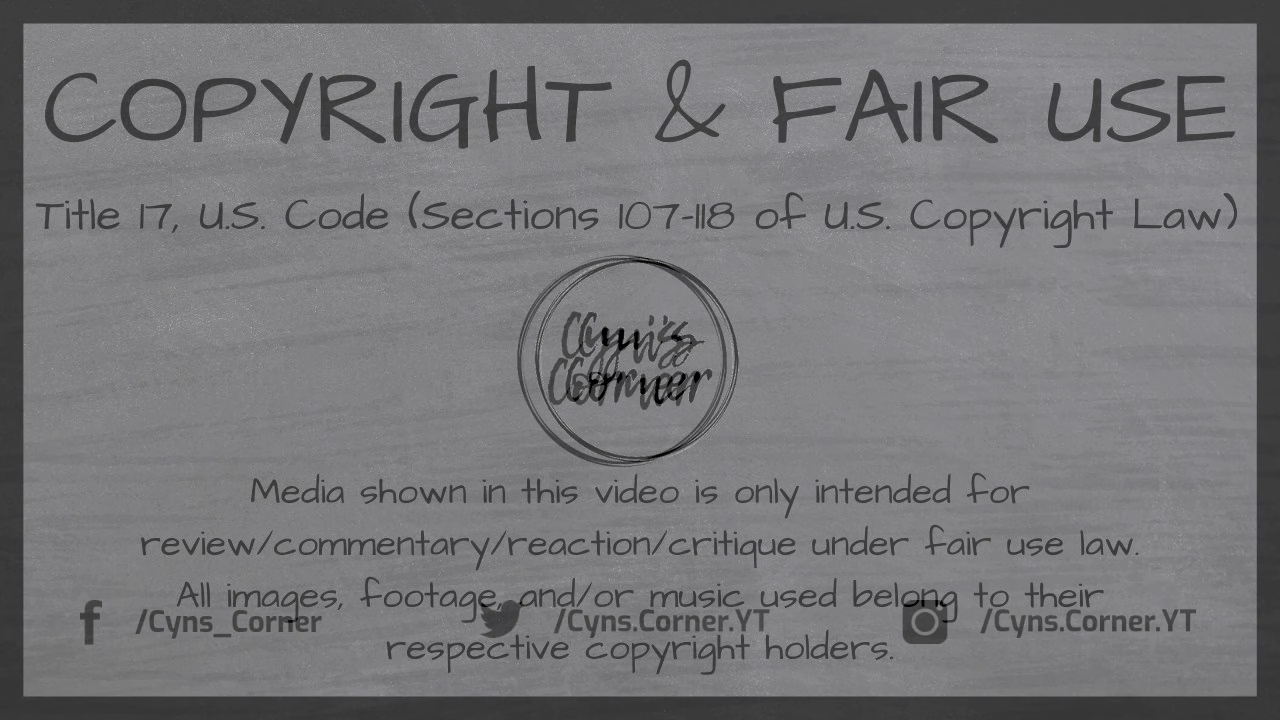 COPYRIGHT & FAIR USE
Title 17, U.S. Code (Sections 107-118 of U.S. Copyright Law)
Cyn's
Corner
Media shown in this video is only intended for
review/commentary/reaction/critique under fair use law.
All images, footage, and/or music used belong to their
/Cyns_Corner /Cyns.Corner.YT /Cyns.Corner.YT
respective copyright holders.